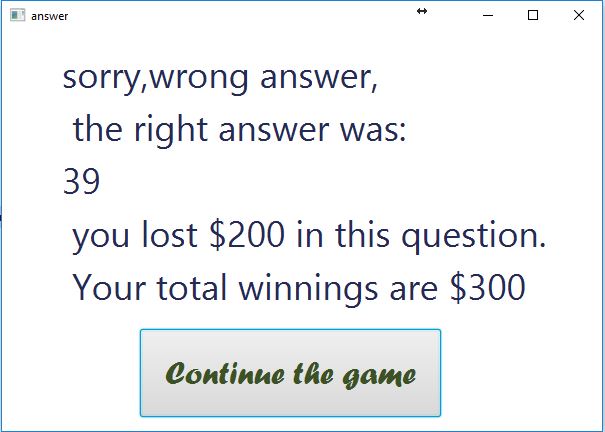 answer
sorry,wrong answer,
the right answer was:
39
you lost $200 in this question.
Your total winnings are $300
Continue the game